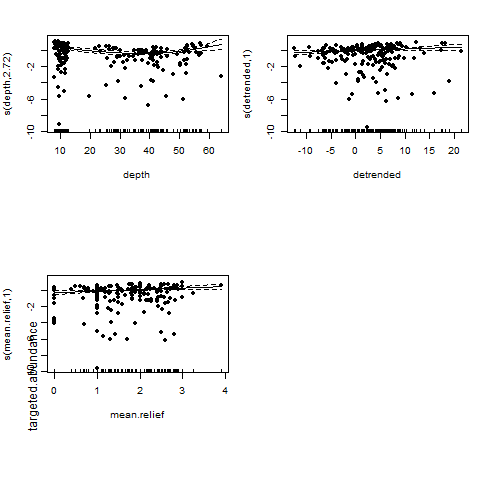 s(depth,2.72)
-2
-6
-10
10 20 30 40 50 60
depth
s(detrended,1)
-2
-6
-10
-10 -5 0 5 10 15 20
detrended
s(mean.relief,1)
targeted.abundance
-2
0 1 2 3 4
mean.relief